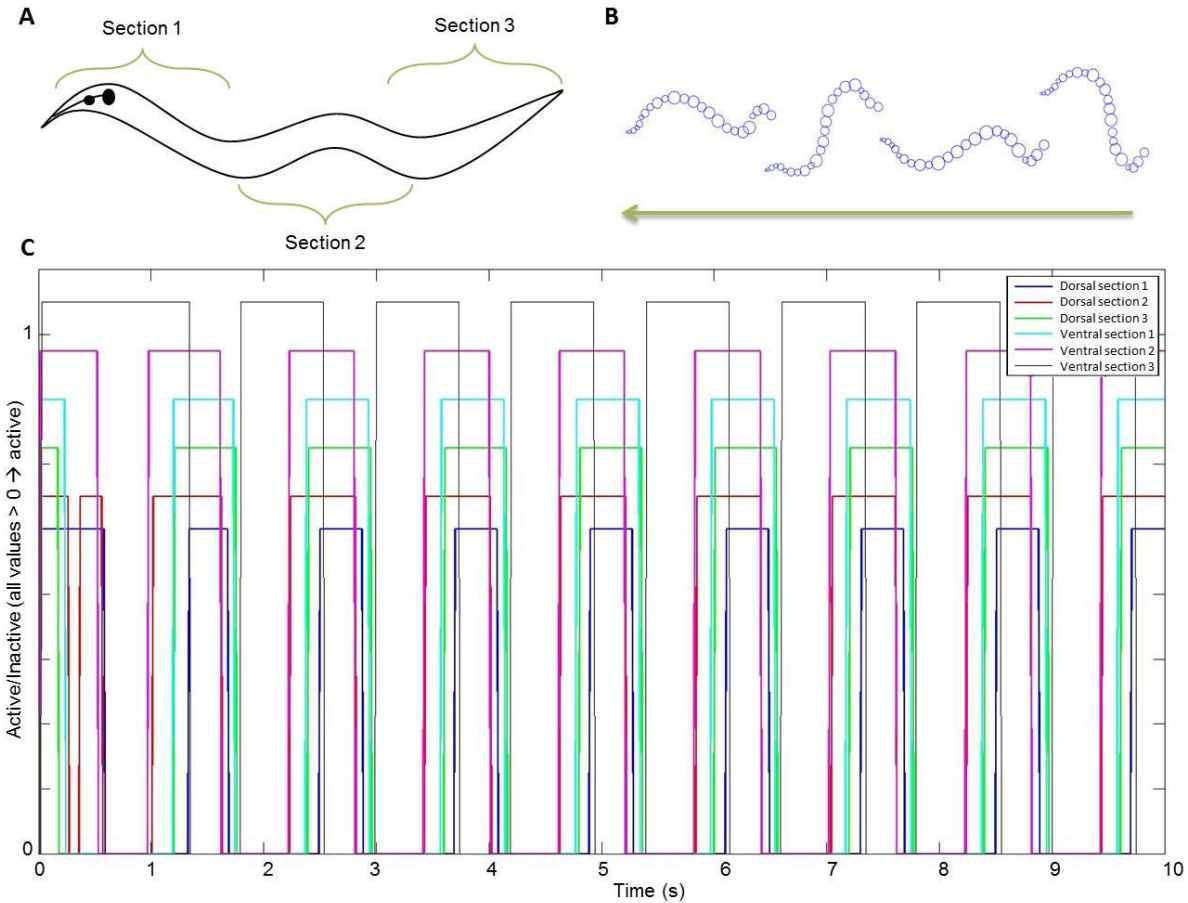 A
Section 1
Section 3
B
Section 2
C
Active/Inactive (all values > 0 → active)
1
0
Dorsal section 1
Dorsal section 2
Dorsal section 3
Ventral section 1
Ventral section 2
Ventral section 3
0 1 2 3 4 5 6 7 8 9 10
Time (s)